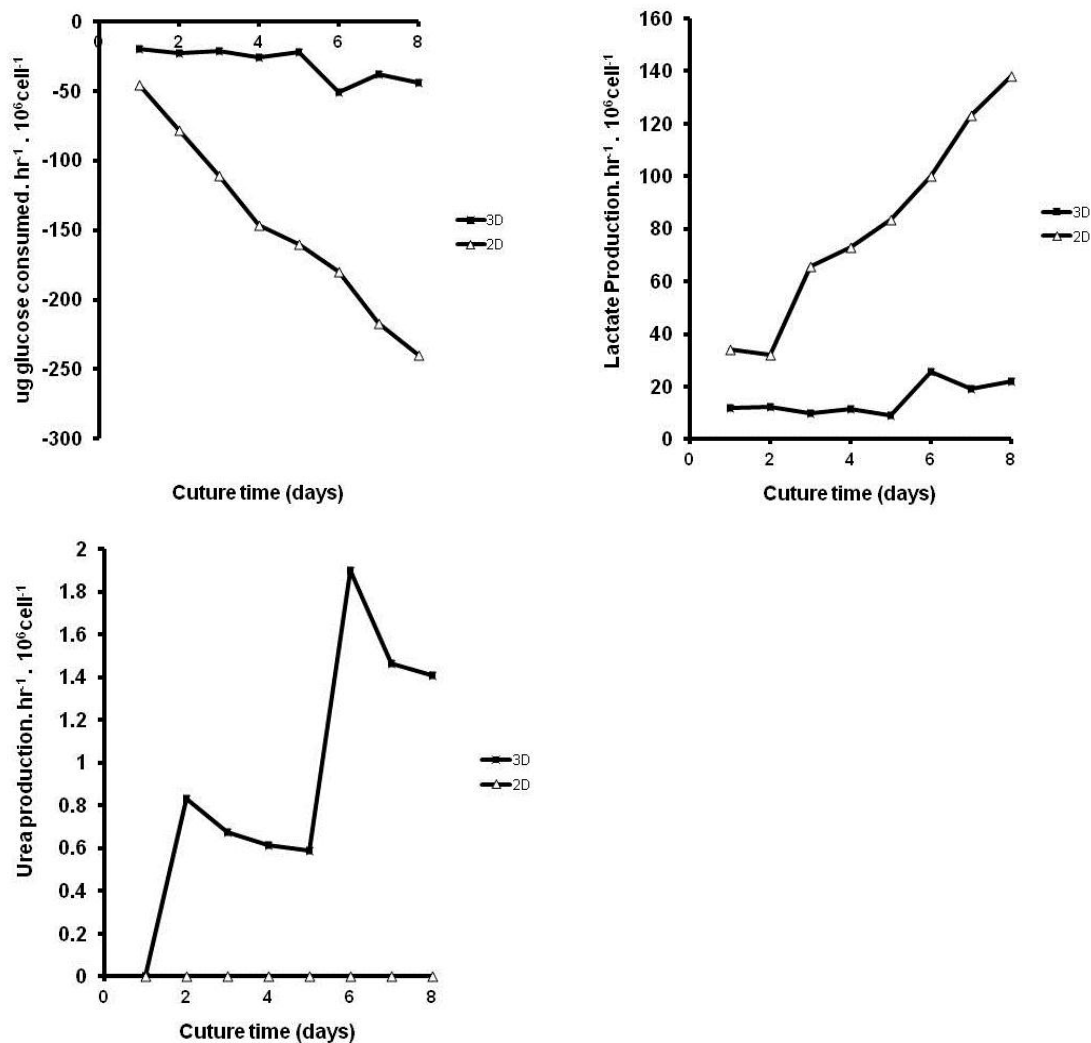 0
-50
-100
-150
-200
-250
-300
0 2 4 6 8
ug glucose consumed. hr⁻¹ . 10⁶cell⁻¹
Cuture time (days)
3D
2D
160
140
120
100
80
60
40
20
0
0 2 4 6 8
Lactate Production. hr⁻¹ . 10⁶cell⁻¹
Cuture time (days)
3D
2D
2
1.8
1.6
1.4
1.2
1
0.8
0.6
0.4
0.2
0
0 2 4 6 8
Urea production. hr⁻¹ . 10⁶cell⁻¹
Cuture time (days)
3D
2D